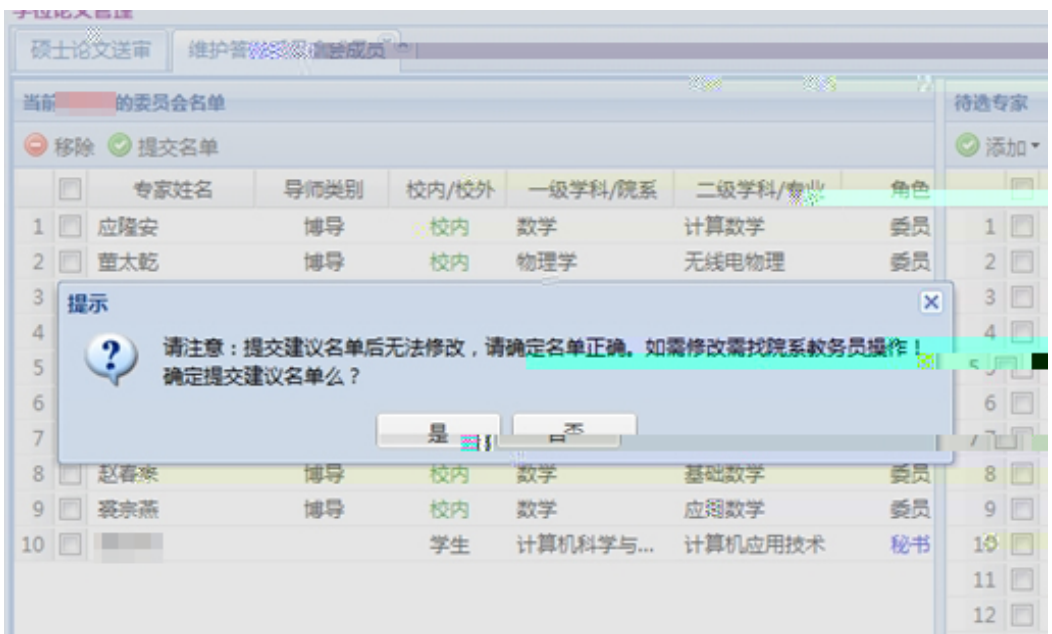 学位论文管理
硕士论文送审 维护答
会成员
当前 的委员会名单 待选专家
移除 提交名单 添加
专家姓名 导师类别 校内/校外 一级学科/院系 二级学科/专业 角色
1 应隆安 博导 校内 数学 计算数学 委员 1
2 董太乾 博导 校内 物理学 无线电物理 委员 2
3 提示 3
4 请注意：提交建议名单后无法修改，请确定名单正确。如需修改需找院系教务员操作！ 4
5 确定提交建议名单么？ 5
6 6
7 是 否 7
8 博导 校内 数学 基础数学 委员 8
9 裘宗燕 博导 校内 数学 应用数学 委员 9
10 学生 计算机科学与... 计算机应用技术 秘书 10
11
12